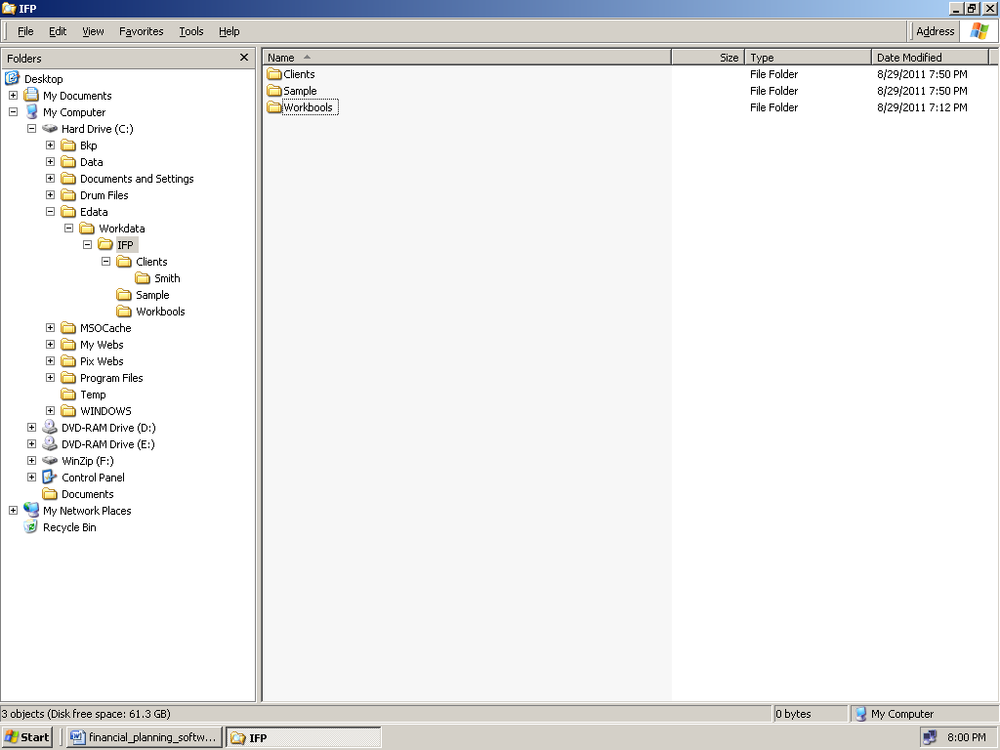 IFP
File Edit View Favorites Tools Help Address
Folders
Desktop
My Documents
My Computer
Hard Drive (C:)
Bkp
Data
Documents and Settings
Drum Files
Edata
Workdata
IFP
Clients
Smith
Sample
Workbools
MSOCache
My Webs
Pix Webs
Program Files
Temp
WINDOWS
DVD-RAM Drive (D:)
DVD-RAM Drive (E:)
WinZip (F:)
Control Panel
Documents
My Network Places
Recycle Bin
Name Size Type Date Modified
Clients File Folder 8/29/2011 7:50 PM
Sample File Folder 8/29/2011 7:50 PM
Workbools File Folder 8/29/2011 7:12 PM
3 objects (Disk free space: 61.3 GB) 0 bytes My Computer
Start financial_planning_softw... IFP 8:00 PM